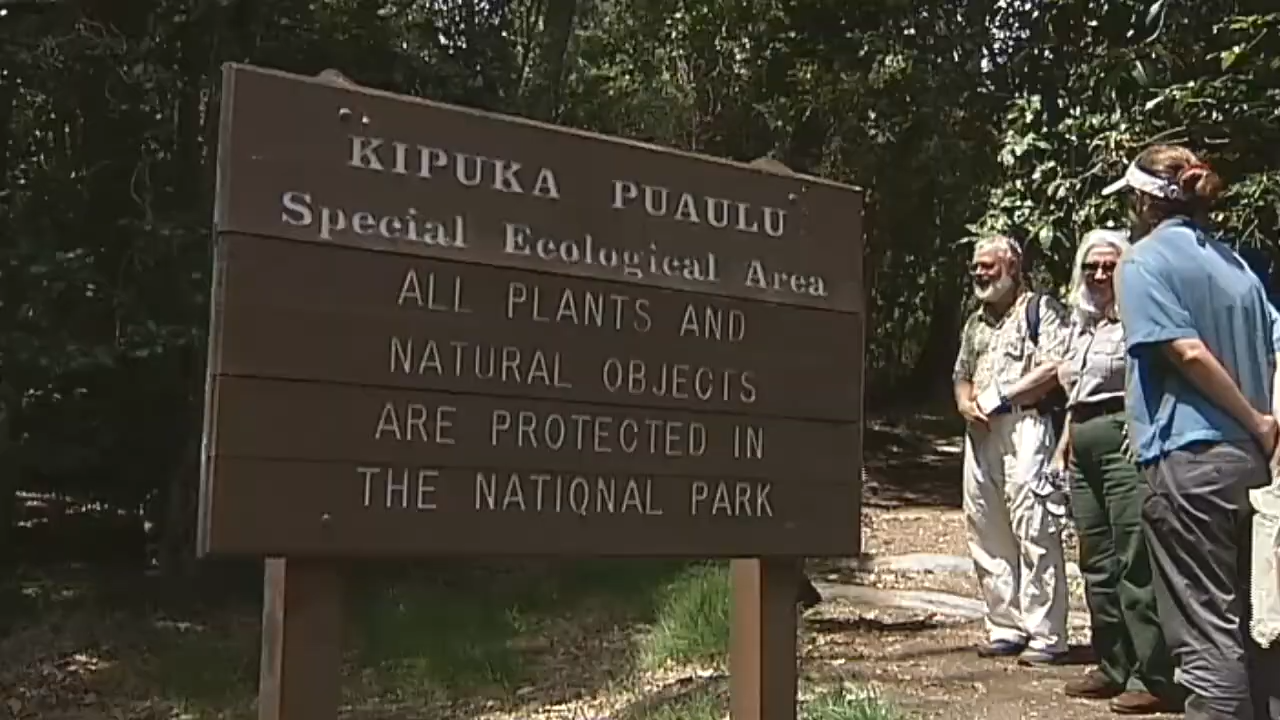 KIPUKA PUAULU
Special Ecological Area
ALL PLANTS AND
NATURAL OBJECTS
ARE PROTECTED IN
THE NATIONAL PARK